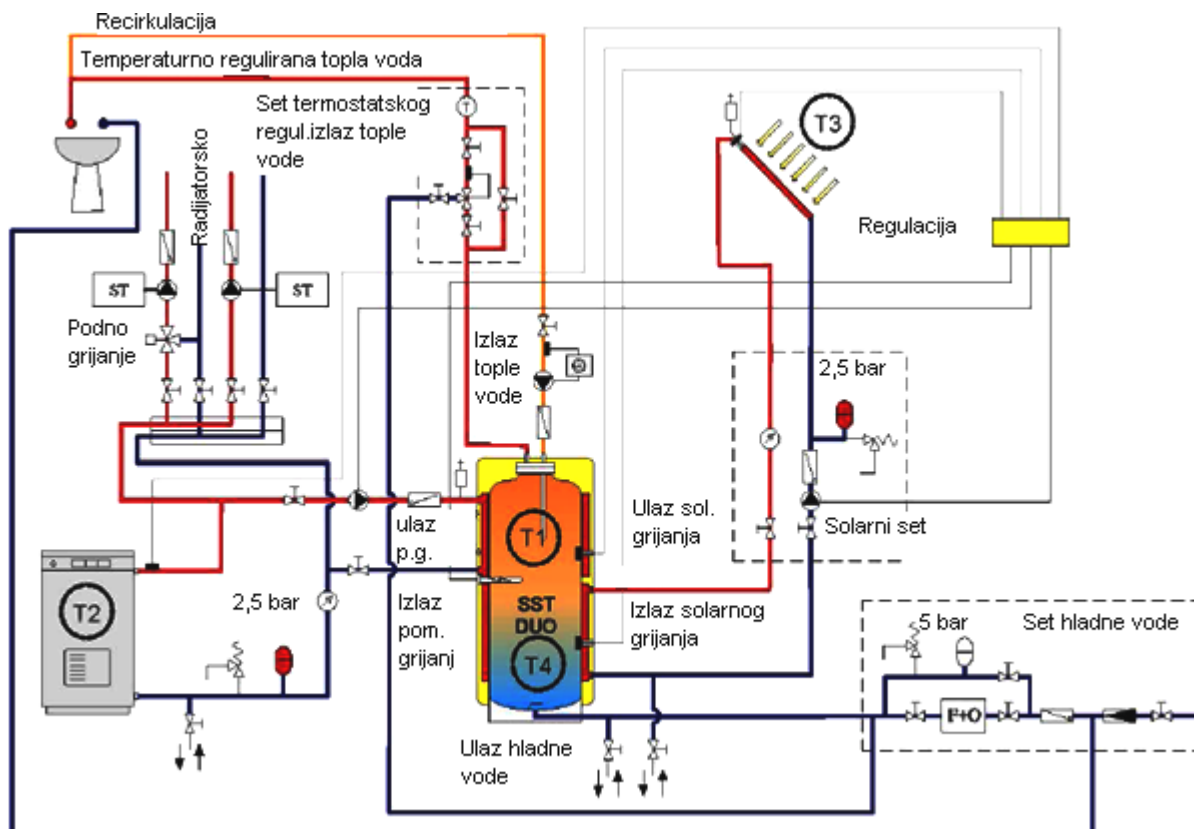 Recirkulacija
Temperaturno regulirana topla voda
Set termostatskog
regul.izlaz tople
vode
T
T3
Radijatorsko
Regulacija
ST
ST
Podno
grijanje
Izlaz
tople
vode
2,5 bar
ulaz
p.g.
T1
Ulaz sol.
grijanja
Solarni set
T2
2,5 bar
Izlaz
pom.
grijanj
SST
DUO
T4
Izlaz solarnog
grijanja
5 bar
Set hladne vode
F+O
Ulaz hladne
vode